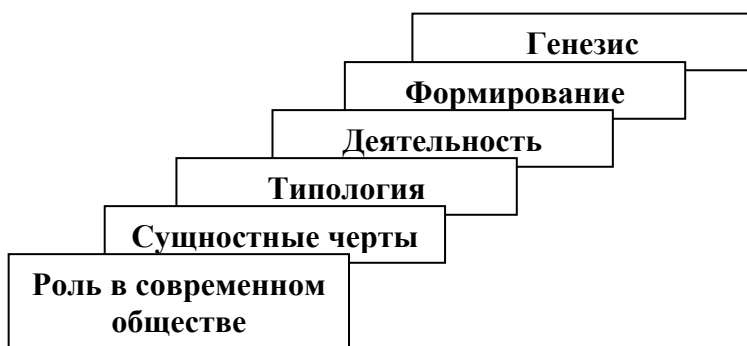 Генезис
Формирование
Деятельность
Типология
Сущностные черты
Роль в современном
обществе